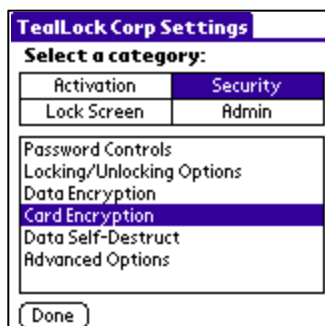 TealLock Corp Settings
Select a category:
Activation Security
Lock Screen Admin
Password Controls
Locking/Unlocking Options
Data Encryption
Card Encryption
Data Self-Destruct
Advanced Options
Done